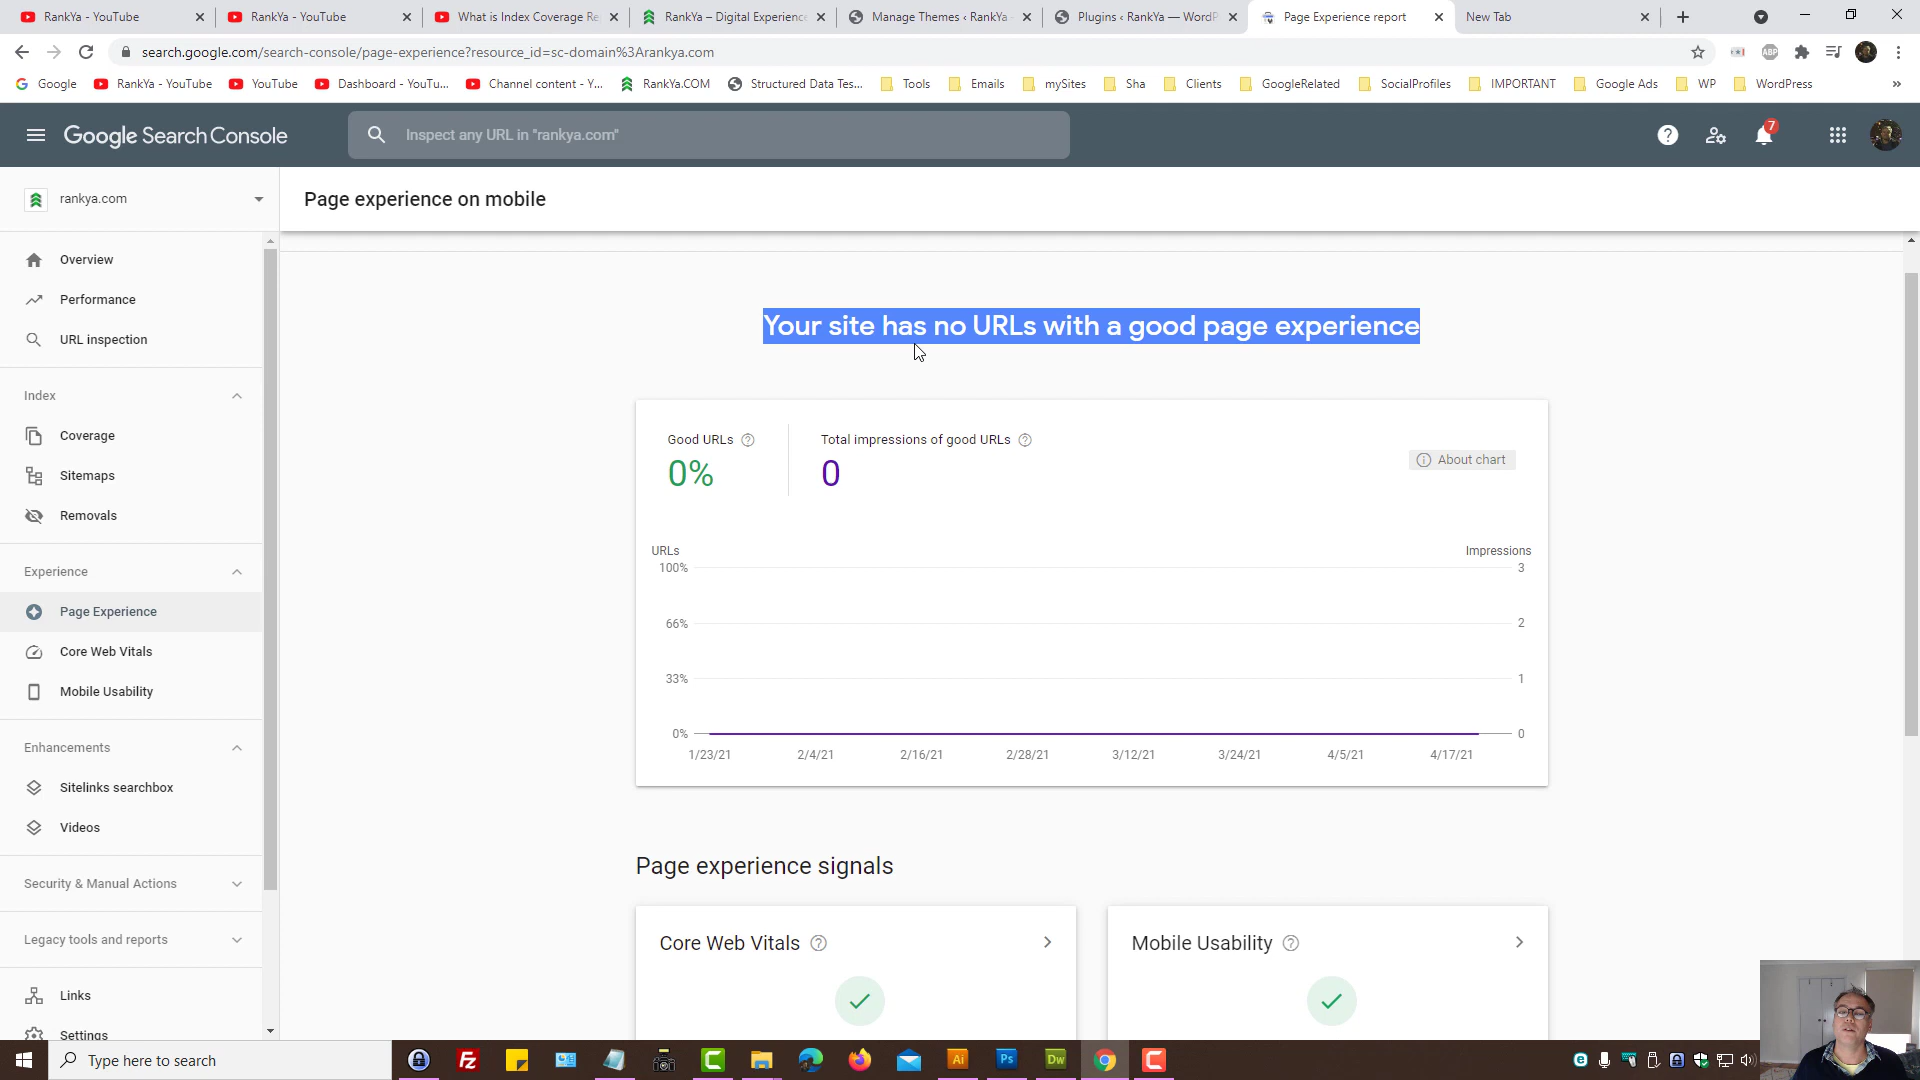 RankYa - YouTube
RankYa - YouTube
What is Index Coverage Re
RankYa – Digital Experience
Manage Themes ‹ RankYa -
Plugins ‹ RankYa — WordP
Page Experience report
New Tab
search.google.com/search-console/page-experience?resource_id=sc-domain%3Arankya.com
ABP
Google
RankYa - YouTube
YouTube
Dashboard - YouTu...
Channel content - Y...
RankYa.COM
Structured Data Tes...
Tools
Emails
mySites
Sha
Clients
GoogleRelated
SocialProfiles
IMPORTANT
Google Ads
WP
WordPress
»
Google Search Console
Inspect any URL in "rankya.com"
7
rankya.com
Page experience on mobile
Overview
Performance
URL inspection
Index
Coverage
Sitemaps
Removals
Experience
Page Experience
Core Web Vitals
Mobile Usability
Enhancements
Sitelinks searchbox
Videos
Security & Manual Actions
Legacy tools and reports
Links
Settings
Your site has no URLs with a good page experience
Good URLs
0%
Total impressions of good URLs
0
About chart
URLs
Impressions
100%
3
66%
2
33%
1
0%
0
1/23/21
2/4/21
2/16/21
2/28/21
3/12/21
3/24/21
4/5/21
4/17/21
Page experience signals
Core Web Vitals
Mobile Usability
Type here to search
Fz
Ai
Ps
Dw